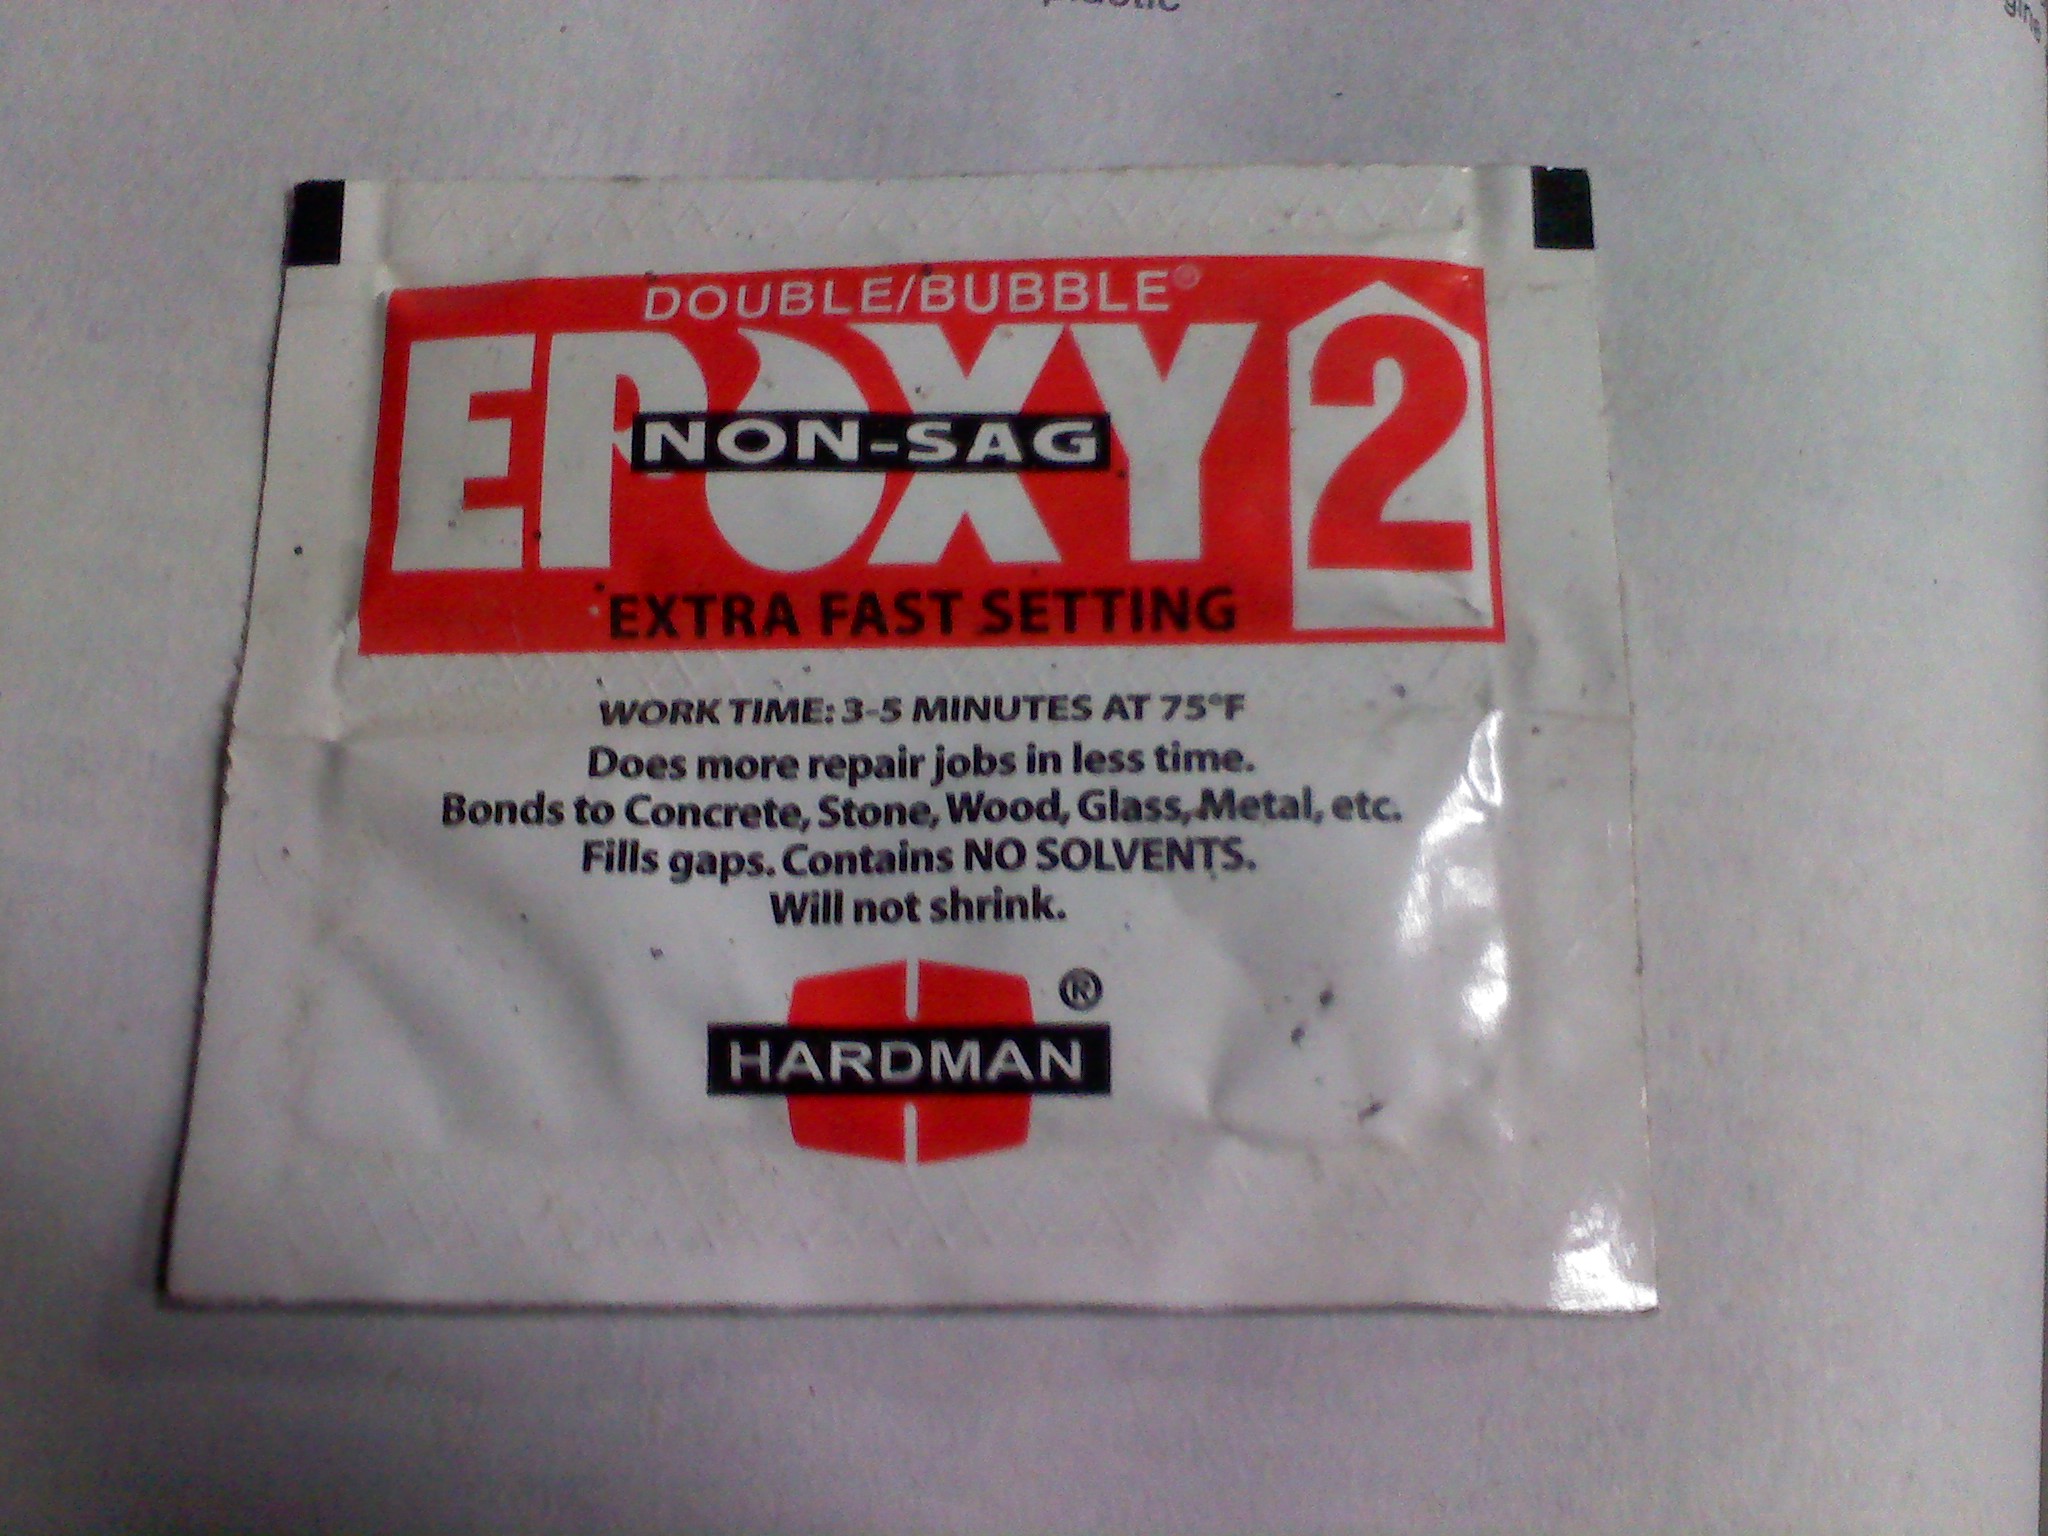 plastic
DOUBLE/BUBBLE®
EPOXY 2
NON-SAG
EXTRA FAST SETTING
WORK TIME: 3-5 MINUTES AT 75°F
Does more repair jobs in less time.
Bonds to Concrete, Stone, Wood, Glass, Metal, etc.
Fills gaps. Contains NO SOLVENTS.
Will not shrink.
®
HARDMAN